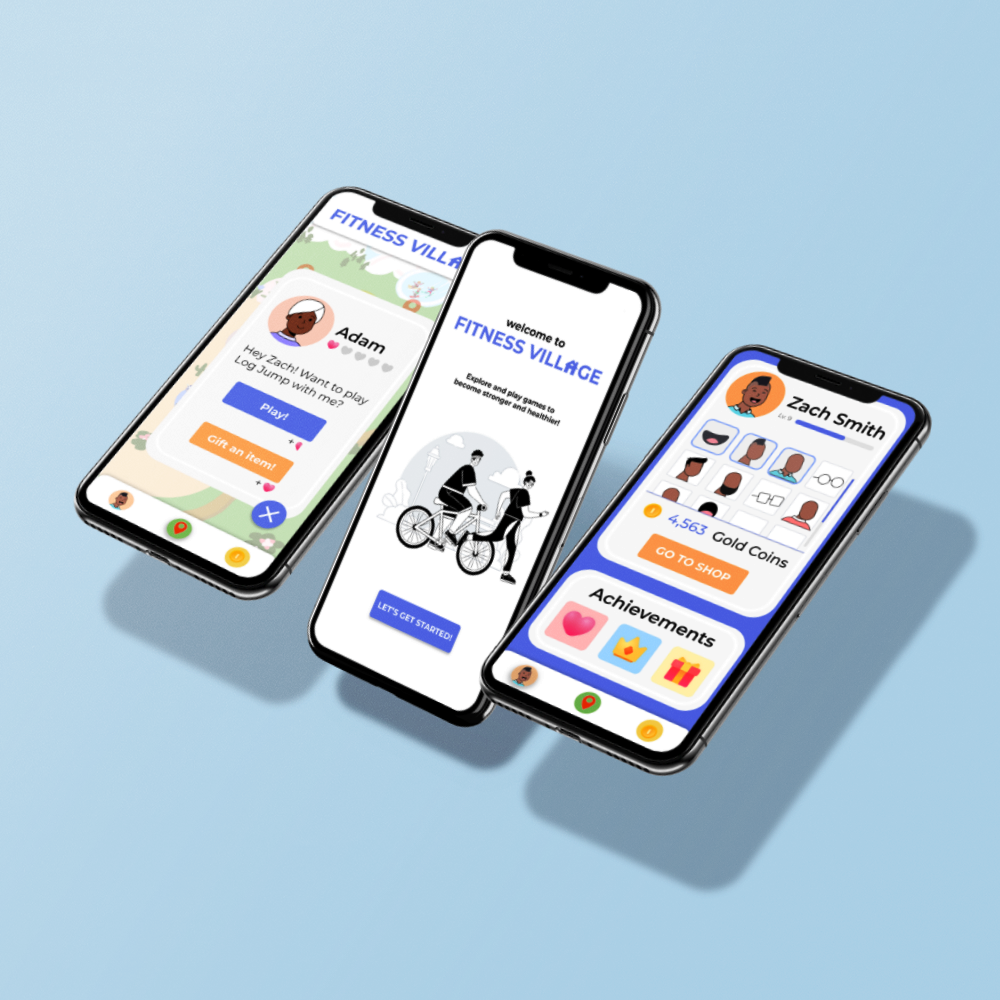 FITNESS VILLA
Adam
Hey Zach! Want to play
Log Jump with me?
Play!
+
Gift an item!
+
welcome to
FITNESS VILLAGE
Explore and play games to
become stronger and healthier!
LET'S GET STARTED!
Zach Smith
Lv. 9
4,563 Gold Coins
GO TO SHOP
Achievements